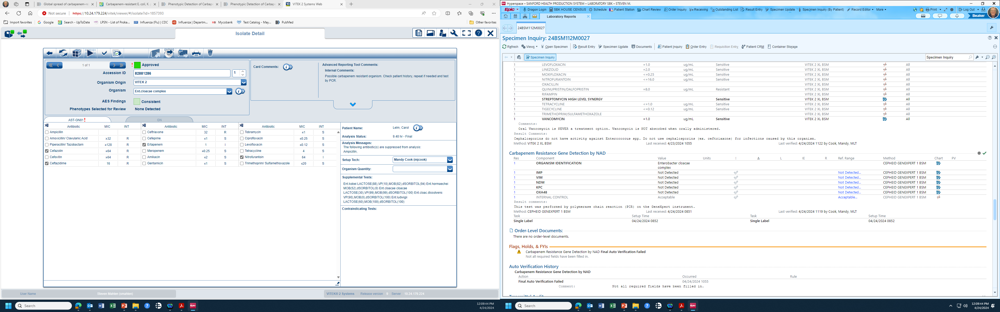 Global spread of carbapenem-re
Carbapenem-resistant E. coli, K. p
Phenotypic Detection of Carbape
Phenotypic Detection of Carbape
VITEK 2 Systems Web
Not secure
https://10.24.179.224/vitek/viewer/#/isolate?id=1857393
Import favorites
Google
Search - UpToDate
LPSN - List of Proka...
Influenza (Flu) | CDC
Influenza | Departm...
Mycobank
Test Catalog - May...
PubMed
Other favorites
Isolate Detail
1 of 1
! Approved
Accession ID 82881286 1
Organism Origin VITEK 2
Organism Ent.cloacae complex
AES Findings Consistent
Phenotypes Selected for Review None Detected
Card Comments:
Advanced Reporting Tool Comments:
Internal Comments:
Possible carbapenem resistant organism. Check patient history, repeat if needed and test
by PCR.
AST-GN81 !
GN
Antibiotic MIC INT Antibiotic MIC INT Antibiotic MIC INT
Ampicillin Ceftriaxone 32 R Tobramycin ≤1 S
Amoxicillin/ Clavulanic Acid ≥32 R Cefepime ≤1 S Ciprofloxacin ≤0.25 S
Piperacillin/ Tazobactam ≥128 R Ertapenem 1 I Levofloxacin ≤0.12 S
Cefazolin ≥64 R Meropenem ≤0.25 S Tetracycline 4 S
Cefoxitin ≥64 R Amikacin ≤2 S Nitrofurantoin 64 I
Ceftazidime 16 R Gentamicin ≤1 S Trimethoprim/ Sulfamethoxazole ≤20 S
Patient Name: Lelm, Carol
Analysis Status: 9.40 hr - Final
Analysis Messages:
The following antibiotic(s) are suppressed from analysis:
Ampicillin,
Setup Tech: Mandy Cook (mjcook)
Organism Quantity:
Supplemental Tests:
Ent.kobei LACTOSE(88),VP(10),MOB(82),dSORBITOL(94) Ent.hormaechei
MOB(52),dSORBITOL(0) Ent.cloacae cloacae
LACTOSE(30),VP(99),MOB(99),dSORBITOL(100) Ent.cloac.dissolvens
VP(90),MOB(0),dSORBITOL(100) Ent.ludwigii
LACTOSE(60),MOB(100),dSORBITOL(100)
Contraindicating Tests:
User Name Steven Mahlen (smahlen) VITEK® 2 Systems Release version 9 Server 10.24.179.224
Search
12:09:44 PM
4/24/2024
Hyperspace – SANFORD HEALTH PRODUCTION SYSTEM – LABORATORY SBK – STEVEN M.
Epic Dragon Login SBK HOUSE CENSUS Schedule Patient Station Chart Review Order Inquiry Receiving Outstanding List Result Entry Specimen Update Specimen Inquiry (By Patient) Record Editor More Print Log Out
Laboratory Reports
Beaker
24BSM112M0027
Specimen Inquiry: 24BSM112M0027
Refresh Views Open Specimen Result Entry Specimen Update Documents Patient Inquiry Order Entry Requisition Entry Patient CRM Container Storage
Specimen Inquiry
Specimen Inquiry
1 LEVOFLOXACIN =1.0 ug/mL Sensitive VITEK 2 XL BSM All
1 LINEZOLID =2.0 ug/mL Sensitive VITEK 2 XL BSM All
1 MOXIFLOXACIN <=0.25 ug/mL Sensitive VITEK 2 XL BSM All
1 NITROFURANTOIN <=16.0 ug/mL Sensitive VITEK 2 XL BSM All
1 OXACILLIN VITEK 2 XL BSM All
1 QUINUPRISTIN/DALFOPRISTIN =8.0 ug/mL Resistant VITEK 2 XL BSM All
1 RIFAMPIN VITEK 2 XL BSM All
1 STREPTOMYCIN HIGH LEVEL SYNERGY Sensitive VITEK 2 XL BSM All
1 TETRACYCLINE <=1.0 ug/mL Sensitive VITEK 2 XL BSM All
1 TIGECYCLINE <=0.12 ug/mL Sensitive VITEK 2 XL BSM All
1 TRIMETHOPRIM/SULFAMETHOXAZOLE VITEK 2 XL BSM All
1 VANCOMYCIN =1.0 ug/mL Sensitive VITEK 2 XL BSM All
Comments:
Oral Vancomycin is NEVER a treatment option. Vancomycin is NOT absorbed when orally administered.
Result Comments:
Cephalosporins do not have activity against Enterococcus spp. Do not use cephalosporins (ex. ceftriaxone) for infections caused by this organism.
Method: VITEK 2 XL BSM Last received: 4/23/2024 1055 Last verified: 4/24/2024 1122 by Cook, Mandy, MLT
Carbapenem Resistance Gene Detection by NAD
Res Component Value Units ! Δ L IE R Ref. Range Method Chart PV
1 ORGANISM IDENTIFICATION Enterobacter cloacae CEPHEID GENEXPERT 1 BSM
complex
1 IMP Not Detected Not Detected... CEPHEID GENEXPERT 1 BSM
1 VIM Not Detected Not Detected... CEPHEID GENEXPERT 1 BSM
1 NDM Not Detected Not Detected... CEPHEID GENEXPERT 1 BSM
1 KPC Not Detected Not Detected... CEPHEID GENEXPERT 1 BSM
1 OXA48 Not Detected Not Detected... CEPHEID GENEXPERT 1 BSM
1 INTERNAL CONTROL Acceptable Acceptable... CEPHEID GENEXPERT 1 BSM
Result comments:
This test was performed by polymerase chain reaction (PCR) on the GeneXpert instrument.
Method: CEPHEID GENEXPERT 1 BSM Last received: 4/24/2024 0851 Last verified: 4/24/2024 1119 by Cook, Mandy, MLT
Task Setup Time Task Setup Time
Single Label 04/24/2024 0852 Single Label 04/24/2024 0852
Order-Level Documents:
There are no order-level documents.
Flags, Holds, & FYIs
Carbapenem Resistance Gene Detection by NAD Final Auto Verification Failed
Not all required fields have been filled in.
Auto Verification History
Carbapenem Resistance Gene Detection by NAD
Action Occurred Rule
Final Auto Verification Failed 04/24/2024 1055
Comment: Not all required fields have been filled in.
Search
12:09:44 PM
4/24/2024